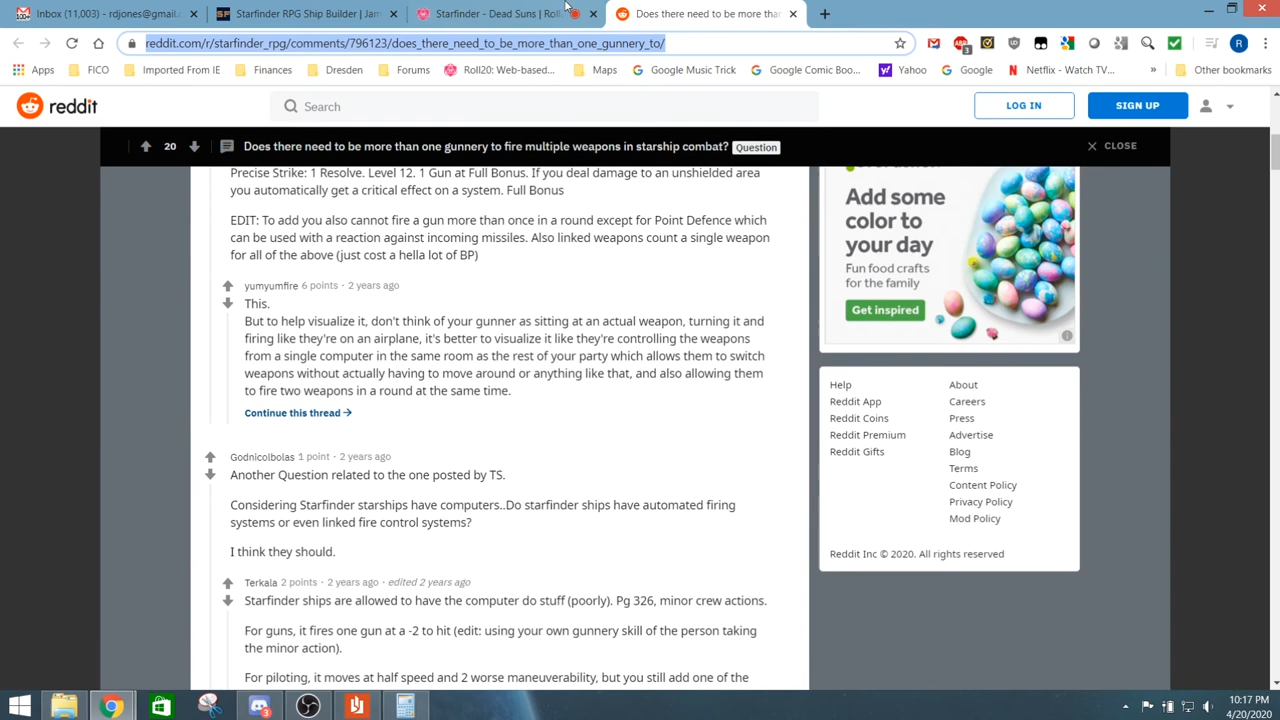 100+
Inbox (11,003) - rdjones@gmail.c
Starfinder RPG Ship Builder | Jam
Starfinder - Dead Suns | Roll
Does there need to be more than
reddit.com/r/starfinder_rpg/comments/796123/does_there_need_to_be_more_than_one_gunnery_to/
3
R
Apps
FICO
Imported From IE
Finances
Dresden
Forums
Roll20: Web-based...
Maps
Google Music Trick
Google Comic Boo...
Yahoo
Google
Netflix - Watch TV...
»
Other bookmarks
reddit
Search
LOG IN
SIGN UP
20
Does there need to be more than one gunnery to fire multiple weapons in starship combat?
Question
CLOSE
Precise Strike: 1 Resolve. Level 12. 1 Gun at Full Bonus. If you deal damage to an unshielded area
you automatically get a critical effect on a system. Full Bonus
EDIT: To add you also cannot fire a gun more than once in a round except for Point Defence which
can be used with a reaction against incoming missiles. Also linked weapons count a single weapon
for all of the above (just cost a hella lot of BP)
yumyumfire 6 points · 2 years ago
This.
But to help visualize it, don't think of your gunner as sitting at an actual weapon, turning it and
firing like they're on an airplane, it's better to visualize it like they're controlling the weapons
from a single computer in the same room as the rest of your party which allows them to switch
weapons without actually having to move around or anything like that, and also allowing them
to fire two weapons in a round at the same time.
Continue this thread →
Godnicolbolas 1 point · 2 years ago
Another Question related to the one posted by TS.
Considering Starfinder starships have computers..Do starfinder ships have automated firing
systems or even linked fire control systems?
I think they should.
Terkala 2 points · 2 years ago · edited 2 years ago
Starfinder ships are allowed to have the computer do stuff (poorly). Pg 326, minor crew actions.
For guns, it fires one gun at a -2 to hit (edit: using your own gunnery skill of the person taking
the minor action).
For piloting, it moves at half speed and 2 worse maneuverability, but you still add one of the
Add some
color to
your day
Fun food crafts
for the family
Get inspired
Help
About
Reddit App
Careers
Reddit Coins
Press
Reddit Premium
Advertise
Reddit Gifts
Blog
Terms
Content Policy
Privacy Policy
Mod Policy
Reddit Inc © 2020. All rights reserved
3
10:17 PM
4/20/2020